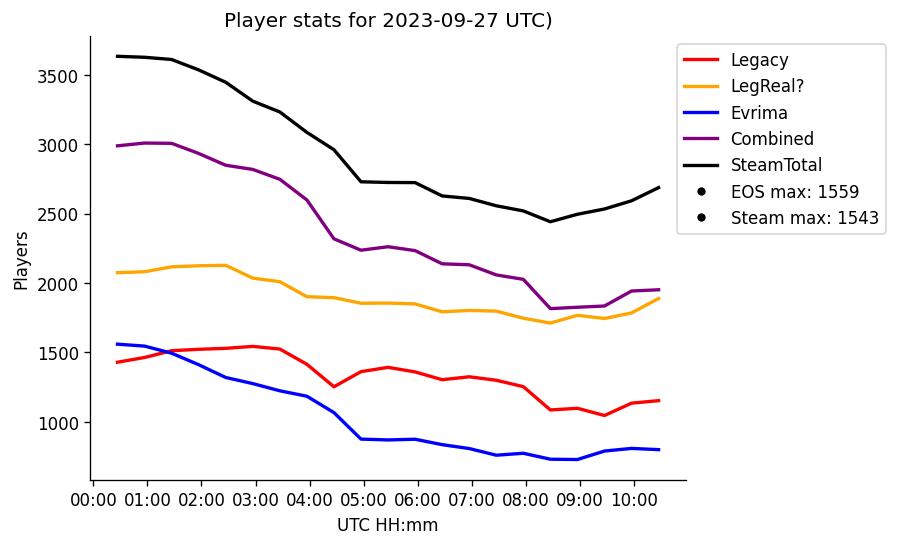 Player stats for 2023-09-27 UTC)
Legacy
LegReal?
Evrima
Combined
SteamTotal
EOS max: 1559
Steam max: 1543
3500
3000
2500
2000
1500
1000
Players
00:00 01:00 02:00 03:00 04:00 05:00 06:00 07:00 08:00 09:00 10:00
UTC HH:mm